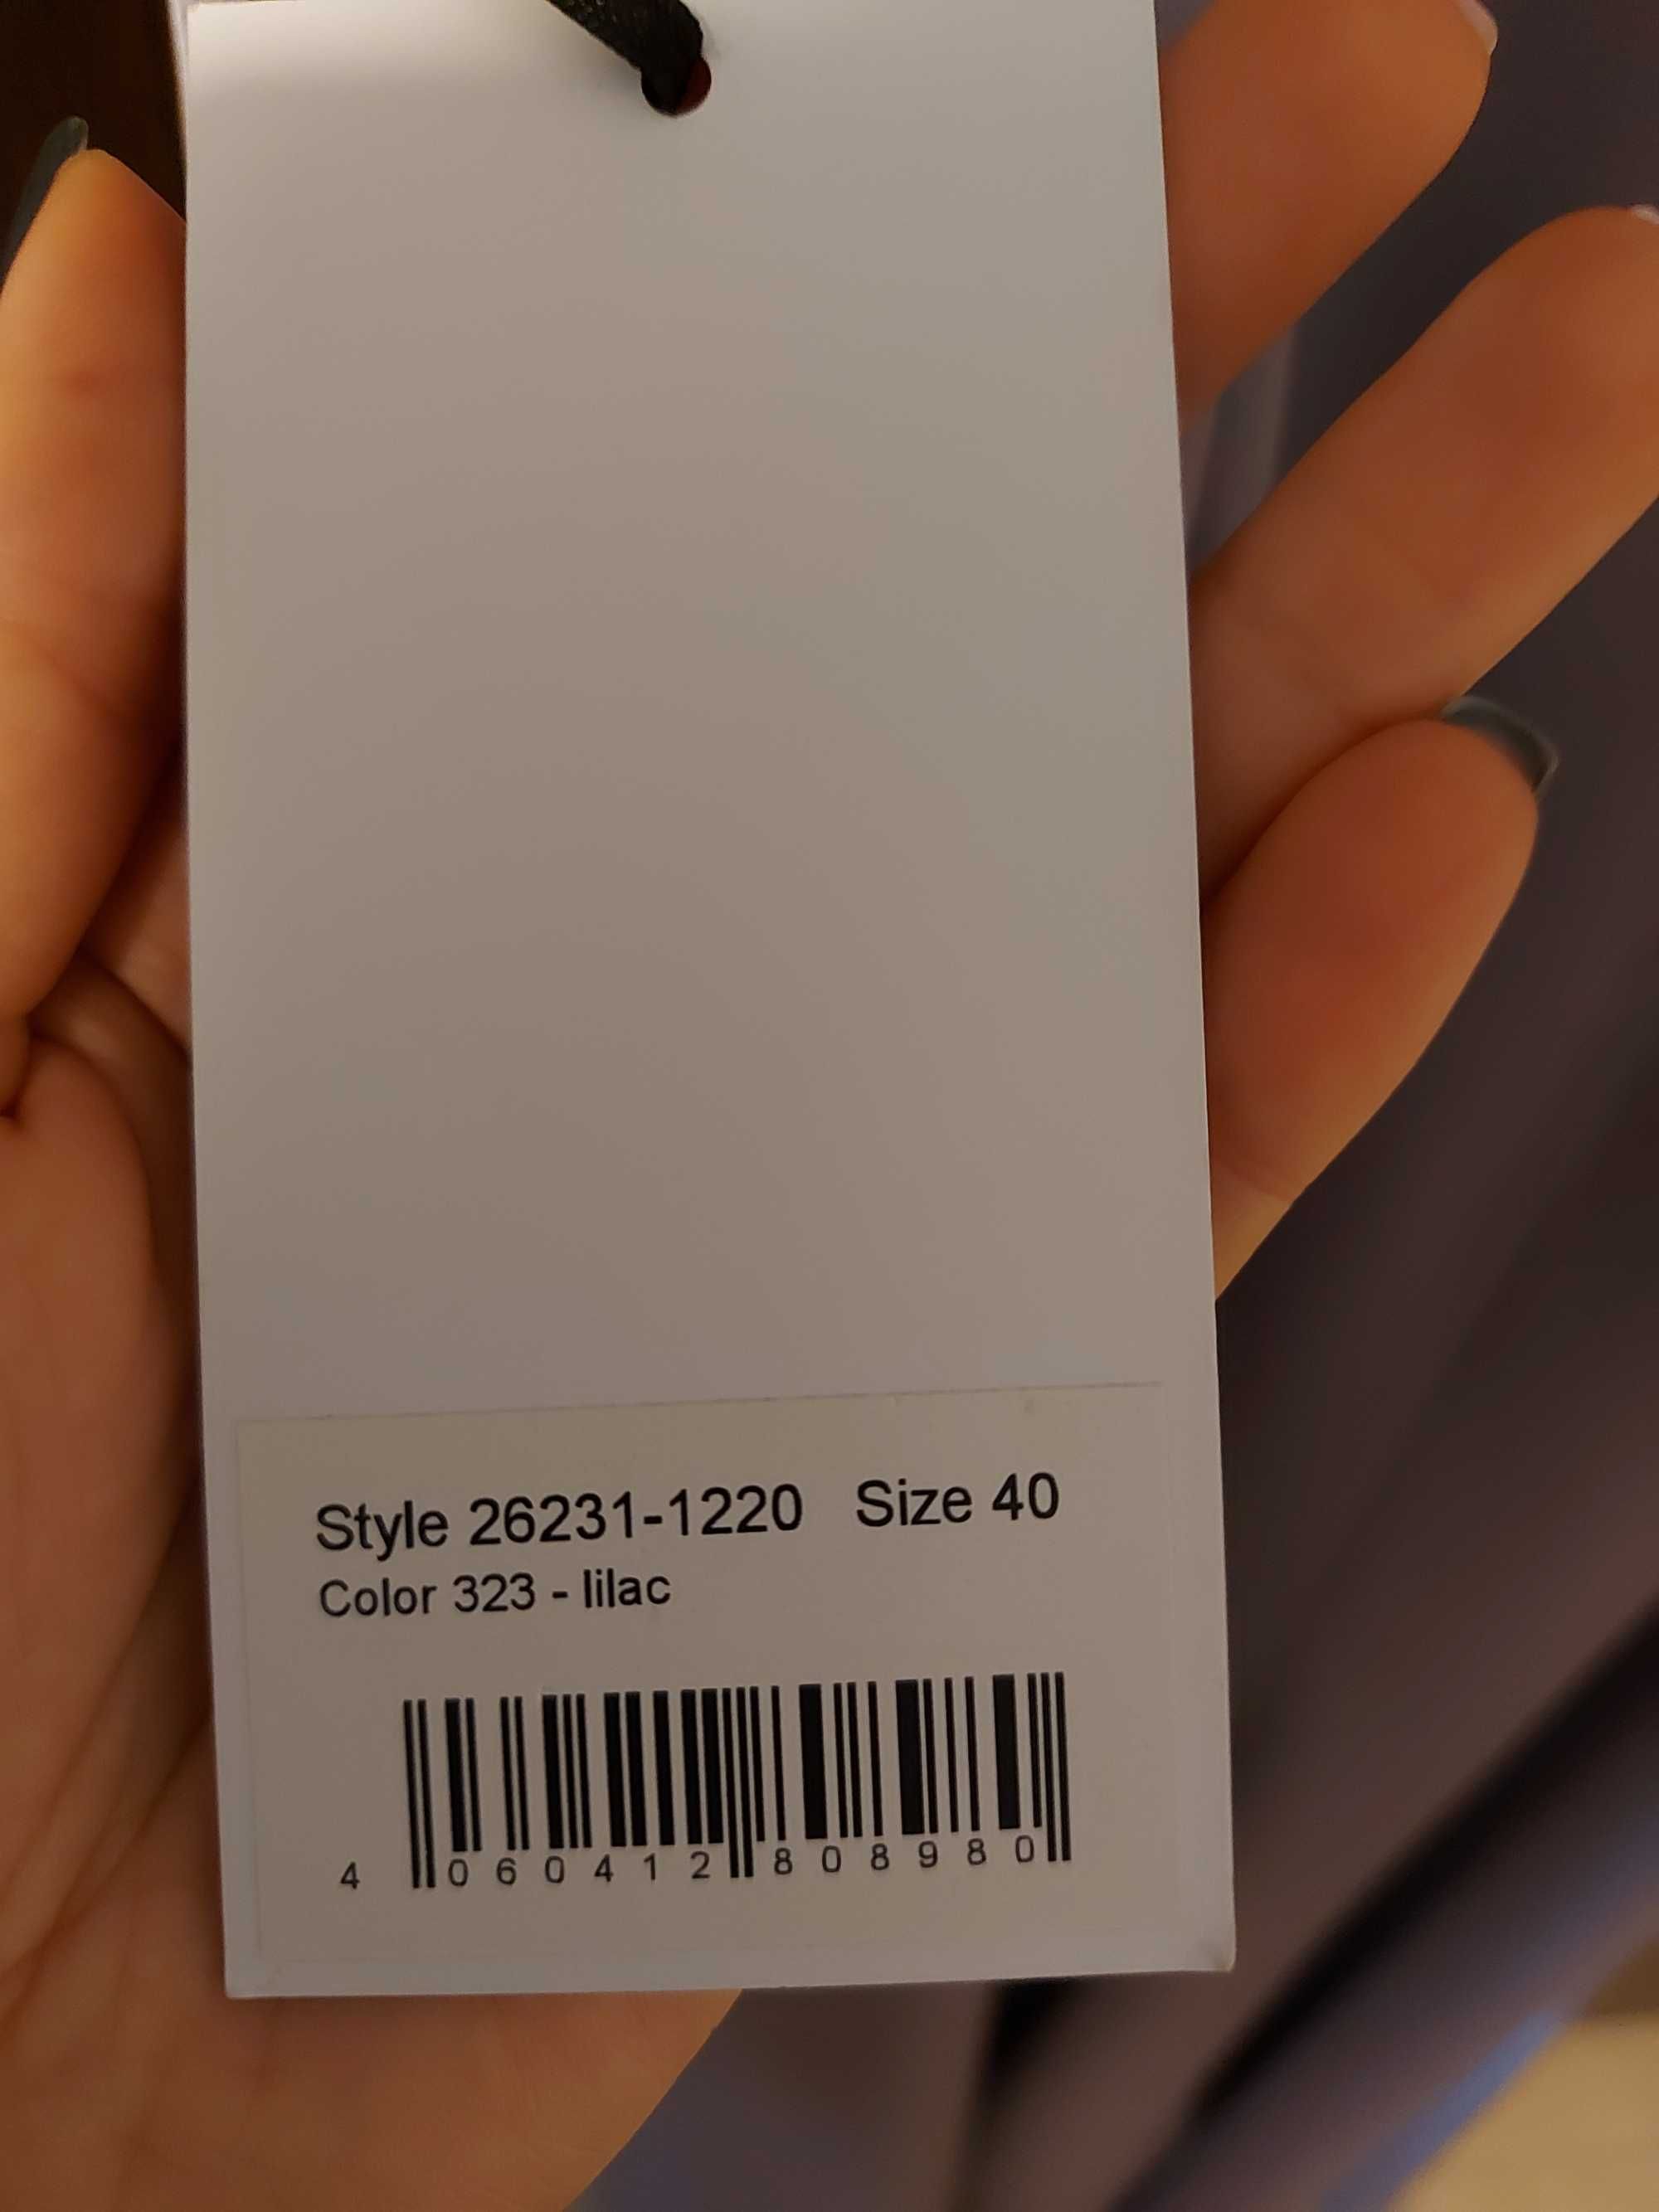 Style 26231-1220 Size 40
Color 323 - lilac
4 060412 808980